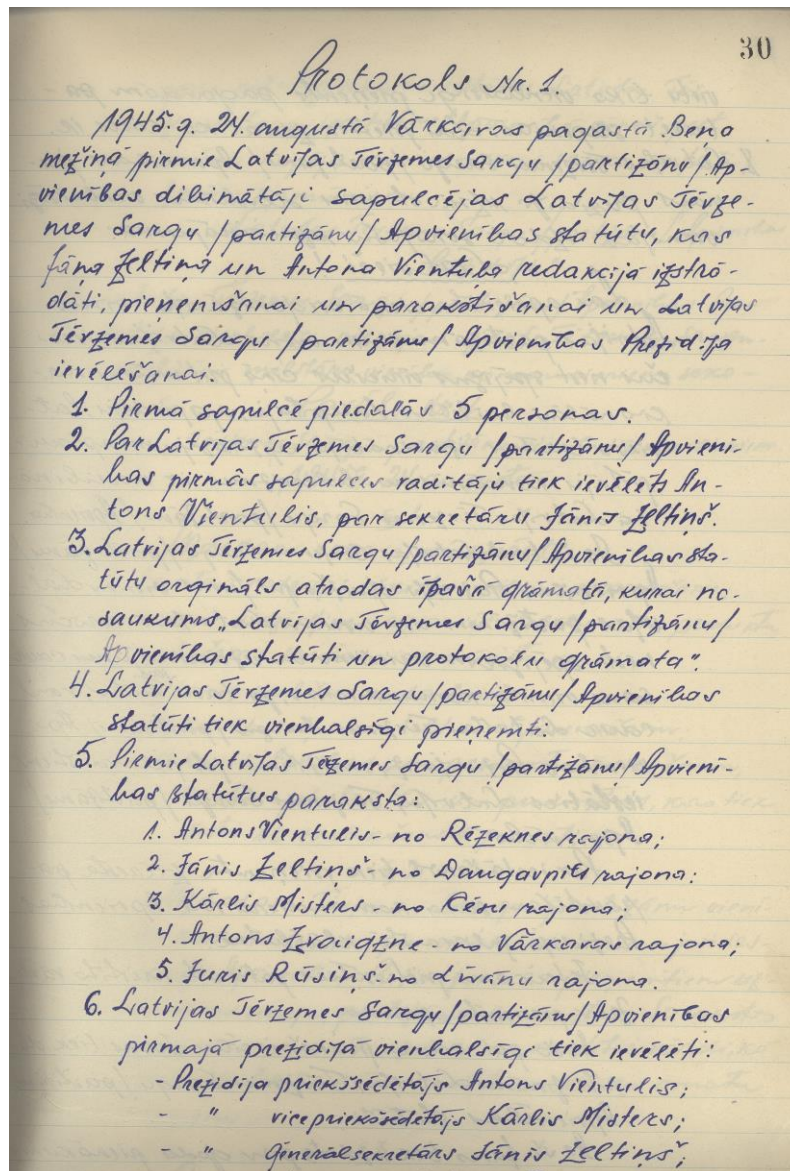 30
Protokols Nr. 1.
1945.g. 24. augustā Vārkavas pagastā Beņa
mežiņā pirmie Latvijas Tēvzemes Sargu /partizānu/ Ap-
vienības dibinātāji sapulcējas Latvijas Tēvze-
mes Sargu /partizānu/ Apvienības statūtu, kas
Jāņa Zeltiņa un Antona Vientuļa redakcijā izstrā-
dāti, pieņemšanai un parakstīšanai un Latvijas
Tēvzemes Sargu /partizānu/ Apvienības Prezidija
ievēlēšanai.
1. Pirmā sapulcē piedalās 5 personas.
2. Par Latvijas Tēvzemes Sargu /partizānu/ Apvieni-
bas pirmās sapulces vadītāju tiek ievēlēts An-
tons Vientulis, par sekretāru Jānis Zeltiņš.
3. Latvijas Tēvzemes Sargu /partizānu/ Apvienības sta-
tūtu orgināls atrodas īpašā grāmatā, kurai no-
saukums „Latvijas Tēvzemes Sargu /partizānu/
Apvienības statūti un protokolu grāmata".
4. Latvijas Tēvzemes Sargu /partizānu/ Apvienības
statūti tiek vienbalsīgi pieņemti.
5. Pirmie Latvijas Tēvzemes Sargu /partizānu/ Apvieni-
bas statūtus paraksta:
1. Antons Vientulis - no Rēzeknes rajona;
2. Jānis Zeltiņš - no Daugavpils rajona:
3. Kārlis Misters - no Cēsu rajona;
4. Antons Zvaigzne - no Vārkavas rajona;
5. Juris Rūsiņš - no Līvānu rajona.
6. Latvijas Tēvzemes Sargu /partizānu/ Apvienības
pirmajā prezidijā vienbalsīgi tiek ievēlēti:
- Prezidija priekšsēdētājs Antons Vientulis;
- " vicepriekšsēdētājs Kārlis Misters;
- " ģenerālsekretārs Jānis Zeltiņš;